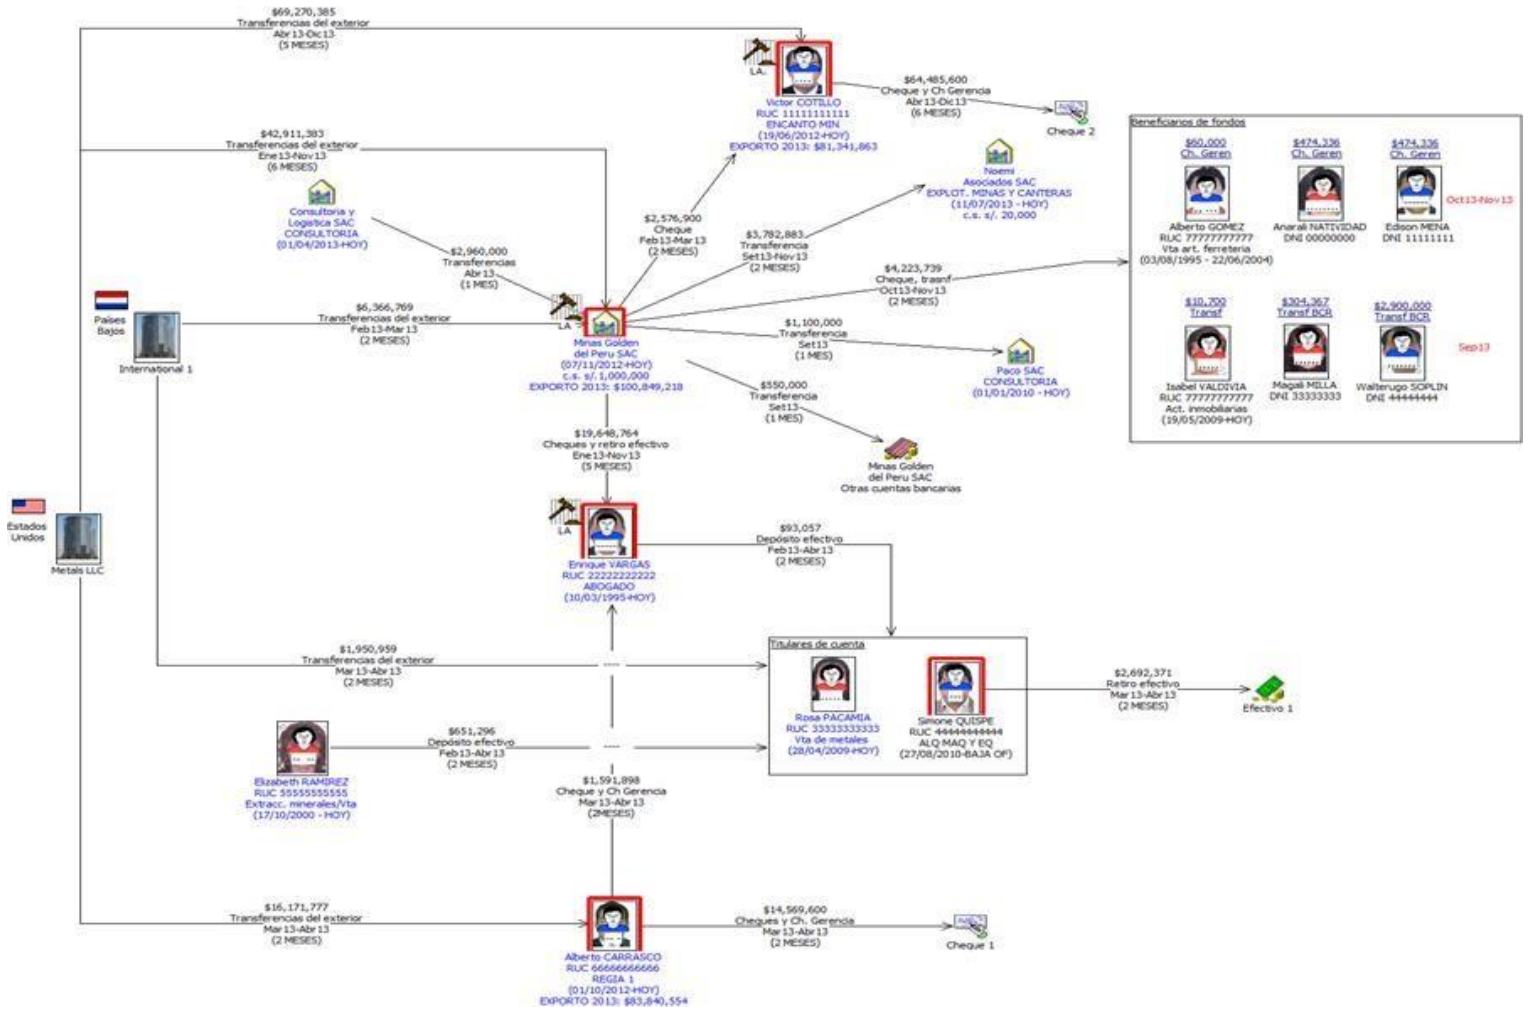 $69,270,385
Transferencias del exterior
Abr13-Dic13
(5 MESES)
LA.
Victor COTILLO
RUC 11111111111
ENCANTO MIN
(19/06/2012-HOY)
EXPORTO 2013: $81,341,863
$64,485,600
Cheque y Ch Gerencia
Abr13-Dic13
(6 MESES)
Cheque 2
$42,911,383
Transferencias del exterior
Ene13-Nov13
(6 MESES)
Consultoria y
Logistica SAC
CONSULTORIA
(01/04/2013-HOY)
$2,960,000
Transferencias
Abr13
(1 MES)
$2,576,900
Cheque
Feb13-Mar13
(2 MESES)
Noemi
Asociados SAC
EXPLOT. MINAS Y CANTERAS
(11/07/2013 - HOY)
c.s. s/. 20,000
$3,782,883
Transferencia
Set13-Nov13
(2 MESES)
$4,223,739
Cheque, trasnf
Oct13-Nov13
(2 MESES)
Beneficiarios de fondos
$60,000
Ch. Geren
Alberto GOMEZ
RUC 77777777777
Vta art. ferreteria
(03/08/1995 - 22/06/2004)
$474,336
Ch. Geren
Anarali NATIVIDAD
DNI 00000000
$474,336
Ch. Geren
Edison MENA
DNI 11111111
Oct13-Nov13
$10,700
Transf
Isabel VALDIVIA
RUC 77777777777
Act. inmobiliarias
(19/05/2009-HOY)
$304,367
Transf BCR
Magali MILLA
DNI 33333333
$2,900,000
Transf BCR
Walterugo SOPLIN
DNI 44444444
Sep13
Países
Bajos
International 1
$6,366,769
Transferencias del exterior
Feb13-Mar13
(2 MESES)
LA
Minas Golden
del Peru SAC
(07/11/2012-HOY)
c.s. s/.1,000,000
EXPORTO 2013: $100,849,218
$1,100,000
Transferencia
Set13
(1 MES)
Paco SAC
CONSULTORIA
(01/01/2010 - HOY)
$550,000
Transferencia
Set13
(1 MES)
Minas Golden
del Peru SAC
Otras cuentas bancarias
$19,648,764
Cheques y retiro efectivo
Ene13-Nov13
(5 MESES)
Estados
Unidos
Metals LLC
LA
Enrique VARGAS
RUC 22222222222
ABOGADO
(10/03/1995-HOY)
$93,057
Depósito efectivo
Feb13-Abr13
(2 MESES)
$1,950,959
Transferencias del exterior
Mar13-Abr13
(2 MESES)
----
Titulares de cuenta
Rosa PACAMIA
RUC 33333333333
Vta de metales
(28/04/2009-HOY)
Simone QUISPE
RUC 44444444444
ALQ MAQ Y EQ
(27/08/2010-BAJA OF)
$2,692,371
Retiro efectivo
Mar13-Abr13
(2 MESES)
Efectivo 1
Elizabeth RAMIREZ
RUC 55555555555
Extracc. minerales/Vta
(17/10/2000 - HOY)
$651,296
Depósito efectivo
Feb13-Abr13
(2 MESES)
----
$1,591,898
Cheque y Ch Gerencia
Mar13-Abr13
(2MESES)
$16,171,777
Transferencias del exterior
Mar13-Abr13
(2 MESES)
Alberto CARRASCO
RUC 66666666666
REGIA 1
(01/10/2012-HOY)
EXPORTO 2013: $83,840,554
$14,569,600
Cheques y Ch. Gerencia
Mar13-Abr13
(2 MESES)
Cheque 1